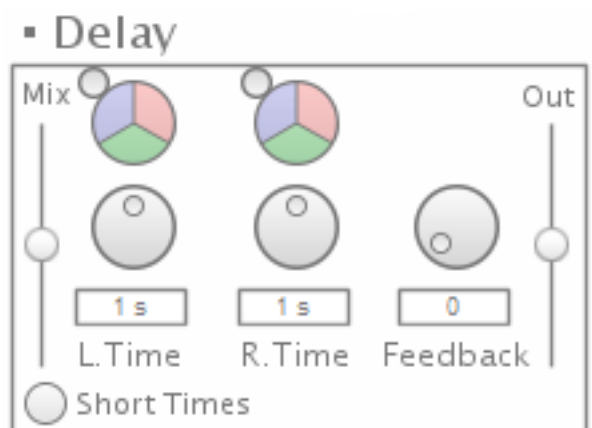 Delay
Mix Out
1 s 1 s 0
L.Time R.Time Feedback
Short Times